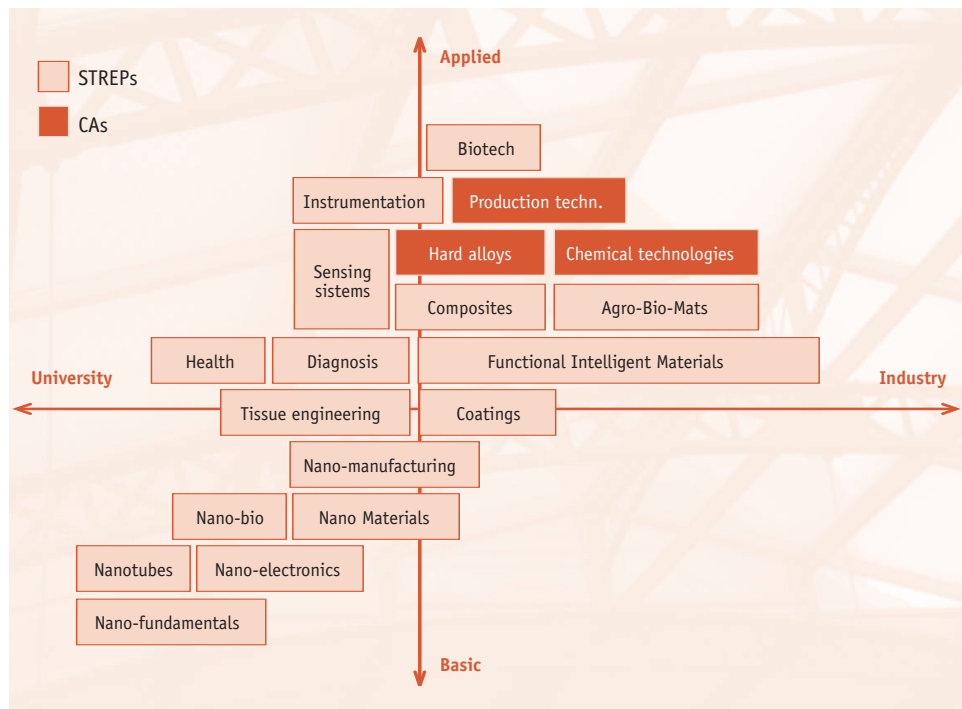 STREPs
CAs
Applied
Biotech
Instrumentation
Production techn.
Sensing
sistems
Hard alloys
Chemical technologies
Composites
Agro-Bio-Mats
Health
Diagnosis
Functional Intelligent Materials
University
Industry
Tissue engineering
Coatings
Nano-manufacturing
Nano-bio
Nano Materials
Nanotubes
Nano-electronics
Nano-fundamentals
Basic